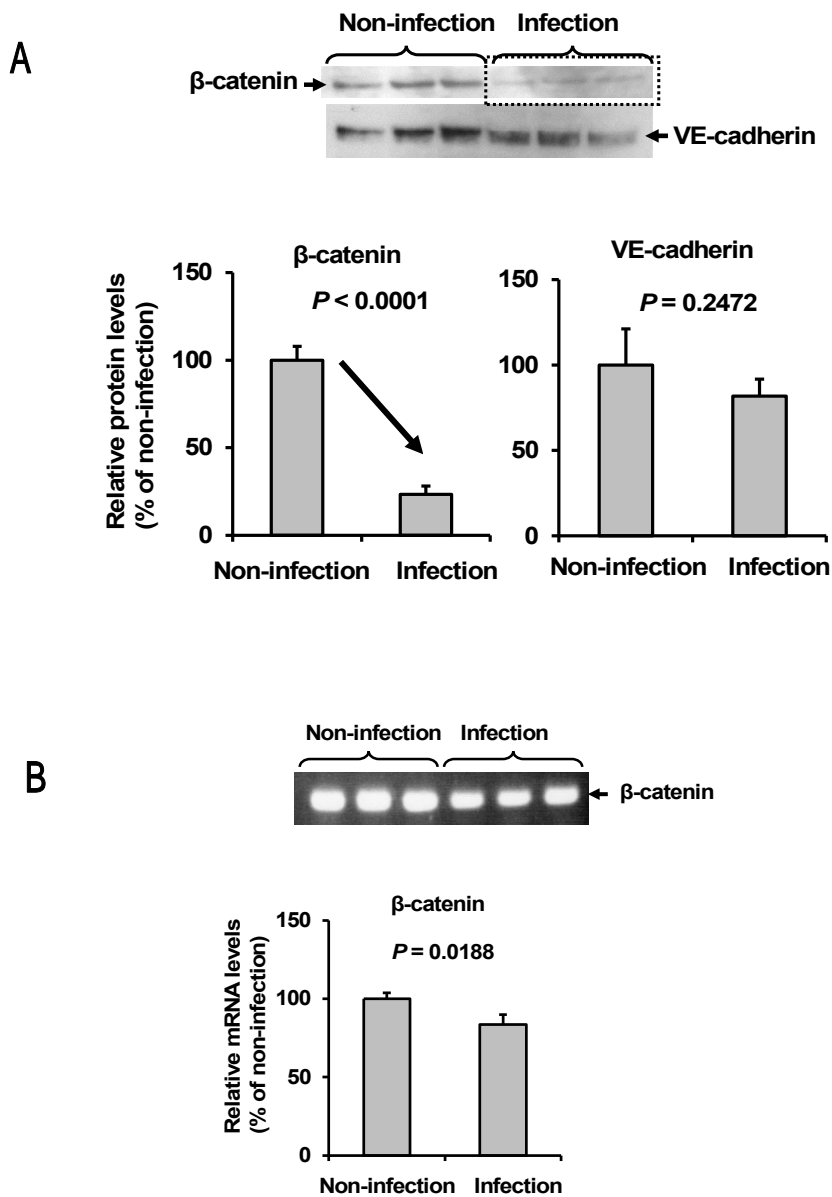 A
Non-infection Infection
β-catenin
VE-cadherin
Relative protein levels
(% of non-infection)
β-catenin
P < 0.0001
150
100
50
0
Non-infection Infection
VE-cadherin
P = 0.2472
150
100
50
0
Non-infection Infection
B
Non-infection Infection
β-catenin
Relative mRNA levels
(% of non-infection)
β-catenin
P = 0.0188
150
100
50
0
Non-infection Infection